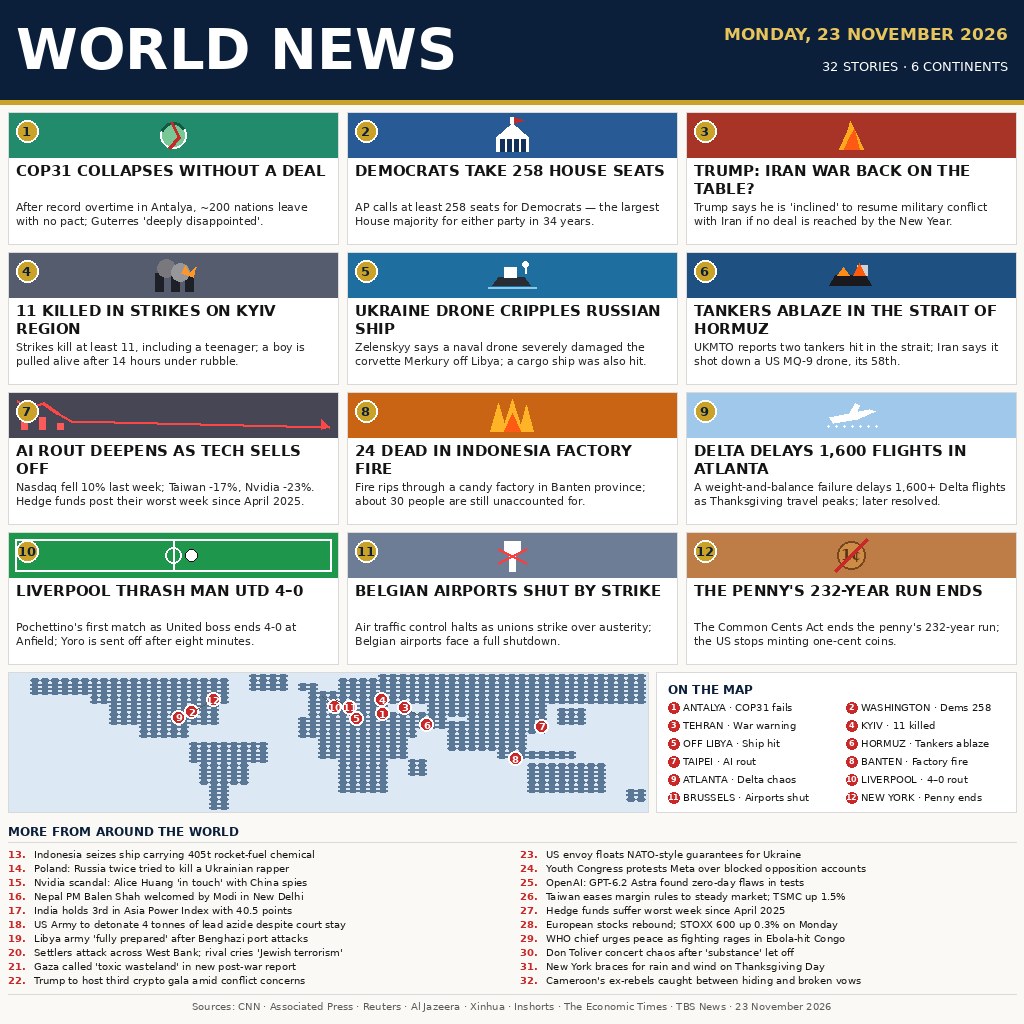 WORLD NEWS
MONDAY, 23 NOVEMBER 2026
32 STORIES · 6 CONTINENTS
1
COP31 COLLAPSES WITHOUT A DEAL
After record overtime in Antalya, ~200 nations leave
with no pact; Guterres 'deeply disappointed'.
2
DEMOCRATS TAKE 258 HOUSE SEATS
AP calls at least 258 seats for Democrats — the largest
House majority for either party in 34 years.
3
TRUMP: IRAN WAR BACK ON THE
TABLE?
Trump says he is 'inclined' to resume military conflict
with Iran if no deal is reached by the New Year.
4
11 KILLED IN STRIKES ON KYIV
REGION
Strikes kill at least 11, including a teenager; a boy is
pulled alive after 14 hours under rubble.
5
UKRAINE DRONE CRIPPLES RUSSIAN
SHIP
Zelenskyy says a naval drone severely damaged the
corvette Merkury off Libya; a cargo ship was also hit.
6
TANKERS ABLAZE IN THE STRAIT OF
HORMUZ
UKMTO reports two tankers hit in the strait; Iran says it
shot down a US MQ-9 drone, its 58th.
7
AI ROUT DEEPENS AS TECH SELLS
OFF
Nasdaq fell 10% last week; Taiwan -17%, Nvidia -23%.
Hedge funds post their worst week since April 2025.
8
24 DEAD IN INDONESIA FACTORY
FIRE
Fire rips through a candy factory in Banten province;
about 30 people are still unaccounted for.
9
DELTA DELAYS 1,600 FLIGHTS IN
ATLANTA
A weight-and-balance failure delays 1,600+ Delta flights
as Thanksgiving travel peaks; later resolved.
10
LIVERPOOL THRASH MAN UTD 4–0
Pochettino's first match as United boss ends 4-0 at
Anfield; Yoro is sent off after eight minutes.
11
BELGIAN AIRPORTS SHUT BY STRIKE
Air traffic control halts as unions strike over austerity;
Belgian airports face a full shutdown.
12
1¢
THE PENNY'S 232-YEAR RUN ENDS
The Common Cents Act ends the penny's 232-year run;
the US stops minting one-cent coins.
12
2
9
10
11
5
4
1
3
6
7
8
ON THE MAP
1 ANTALYA · COP31 fails
2 WASHINGTON · Dems 258
3 TEHRAN · War warning
4 KYIV · 11 killed
5 OFF LIBYA · Ship hit
6 HORMUZ · Tankers ablaze
7 TAIPEI · AI rout
8 BANTEN · Factory fire
9 ATLANTA · Delta chaos
10 LIVERPOOL · 4–0 rout
11 BRUSSELS · Airports shut
12 NEW YORK · Penny ends
MORE FROM AROUND THE WORLD
13. Indonesia seizes ship carrying 405t rocket-fuel chemical
14. Poland: Russia twice tried to kill a Ukrainian rapper
15. Nvidia scandal: Alice Huang 'in touch' with China spies
16. Nepal PM Balen Shah welcomed by Modi in New Delhi
17. India holds 3rd in Asia Power Index with 40.5 points
18. US Army to detonate 4 tonnes of lead azide despite court stay
19. Libya army 'fully prepared' after Benghazi port attacks
20. Settlers attack across West Bank; rival cries 'Jewish terrorism'
21. Gaza called 'toxic wasteland' in new post-war report
22. Trump to host third crypto gala amid conflict concerns
23. US envoy floats NATO-style guarantees for Ukraine
24. Youth Congress protests Meta over blocked opposition accounts
25. OpenAI: GPT-6.2 Astra found zero-day flaws in tests
26. Taiwan eases margin rules to steady market; TSMC up 1.5%
27. Hedge funds suffer worst week since April 2025
28. European stocks rebound; STOXX 600 up 0.3% on Monday
29. WHO chief urges peace as fighting rages in Ebola-hit Congo
30. Don Toliver concert chaos after 'substance' let off
31. New York braces for rain and wind on Thanksgiving Day
32. Cameroon's ex-rebels caught between hiding and broken vows
Sources: CNN · Associated Press · Reuters · Al Jazeera · Xinhua · Inshorts · The Economic Times · TBS News · 23 November 2026